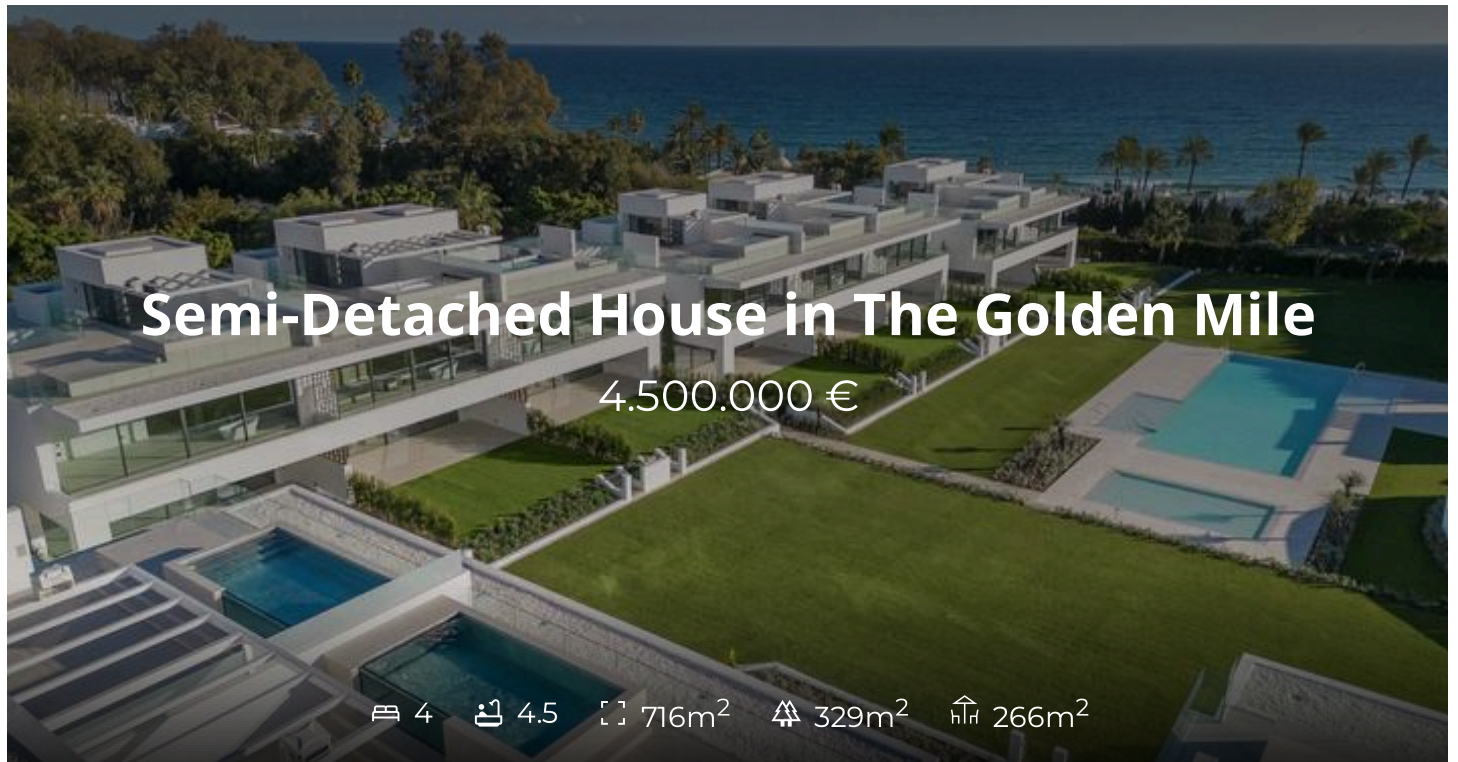 Semi-Detached House in The Golden Mile
4.500.000 €
4 4.5 716m² 329m² 266m²